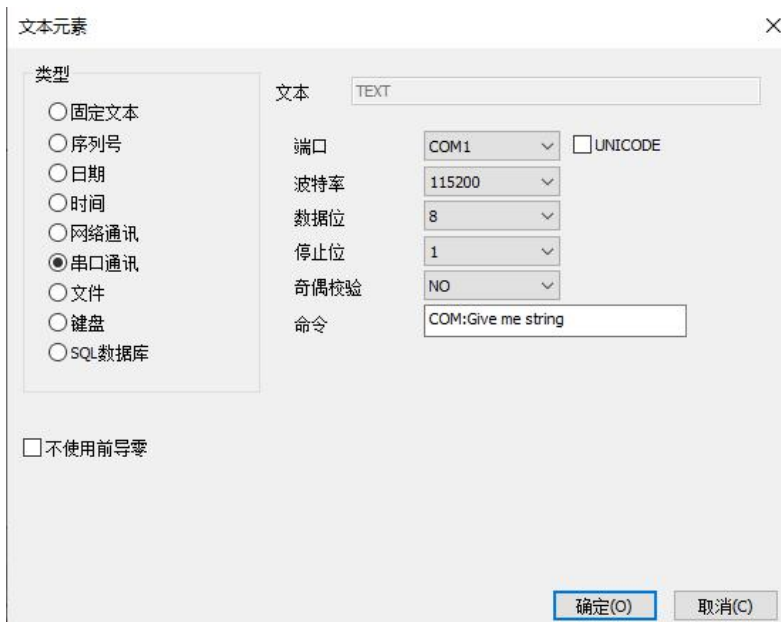 文本元素
类型
固定文本
序列号
日期
时间
网络通讯
串口通讯
文件
键盘
SQL数据库
文本 TEXT
端口 COM1 UNICODE
波特率 115200
数据位 8
停止位 1
奇偶校验 NO
命令 COM:Give me string
不使用前导零
确定(O) 取消(C)